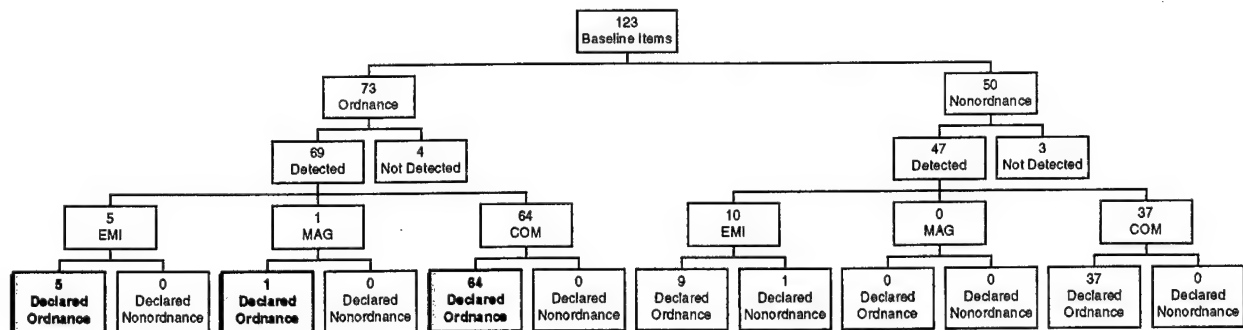 123
Baseline Items
73
Ordnance
50
Nonordnance
69
Detected
4
Not Detected
47
Detected
3
Not Detected
5
EMI
1
MAG
64
COM
10
EMI
0
MAG
37
COM
5
Declared
Ordnance
0
Declared
Nonordnance
1
Declared
Ordnance
0
Declared
Nonordnance
64
Declared
Ordnance
0
Declared
Nonordnance
9
Declared
Ordnance
1
Declared
Nonordnance
0
Declared
Ordnance
0
Declared
Nonordnance
37
Declared
Ordnance
0
Declared
Nonordnance